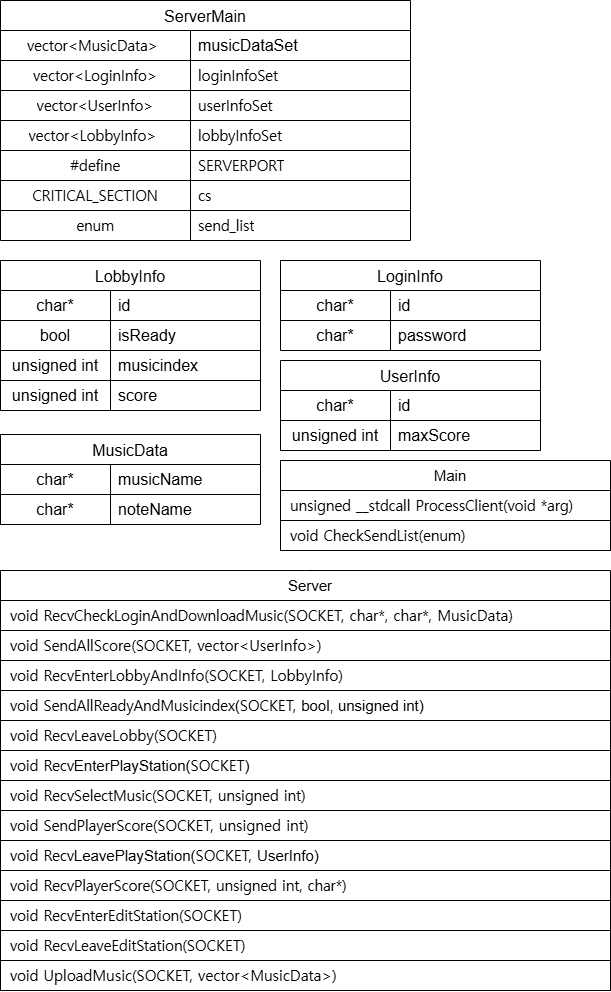 ServerMain
vector<MusicData> musicDataSet
vector<LoginInfo> loginInfoSet
vector<UserInfo> userInfoSet
vector<LobbyInfo> lobbyInfoSet
#define SERVERPORT
CRITICAL_SECTION cs
enum send_list
LobbyInfo
char* id
bool isReady
unsigned int musicindex
unsigned int score
LoginInfo
char* id
char* password
UserInfo
char* id
unsigned int maxScore
MusicData
char* musicName
char* noteName
Main
unsigned __stdcall ProcessClient(void *arg)
void CheckSendList(enum)
Server
void RecvCheckLoginAndDownloadMusic(SOCKET, char*, char*, MusicData)
void SendAllScore(SOCKET, vector<UserInfo>)
void RecvEnterLobbyAndInfo(SOCKET, LobbyInfo)
void SendAllReadyAndMusicindex(SOCKET, bool, unsigned int)
void RecvLeaveLobby(SOCKET)
void RecvEnterPlayStation(SOCKET)
void RecvSelectMusic(SOCKET, unsigned int)
void SendPlayerScore(SOCKET, unsigned int)
void RecvLeavePlayStation(SOCKET, UserInfo)
void RecvPlayerScore(SOCKET, unsigned int, char*)
void RecvEnterEditStation(SOCKET)
void RecvLeaveEditStation(SOCKET)
void UploadMusic(SOCKET, vector<MusicData>)